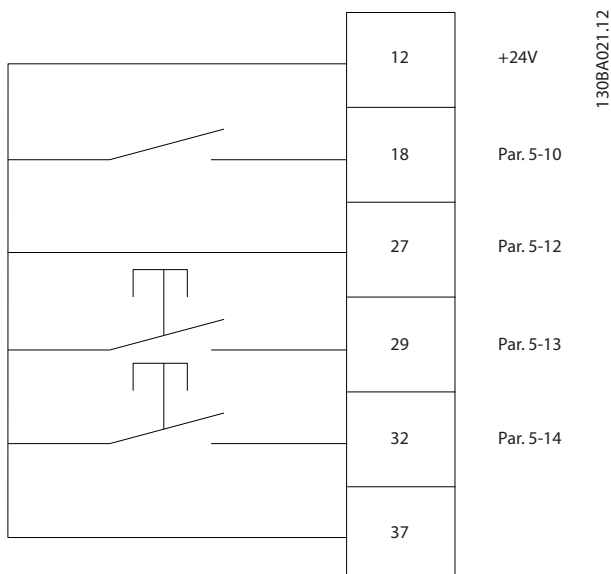 12 +24V
18 Par. 5-10
27 Par. 5-12
29 Par. 5-13
32 Par. 5-14
37
130BA021.12